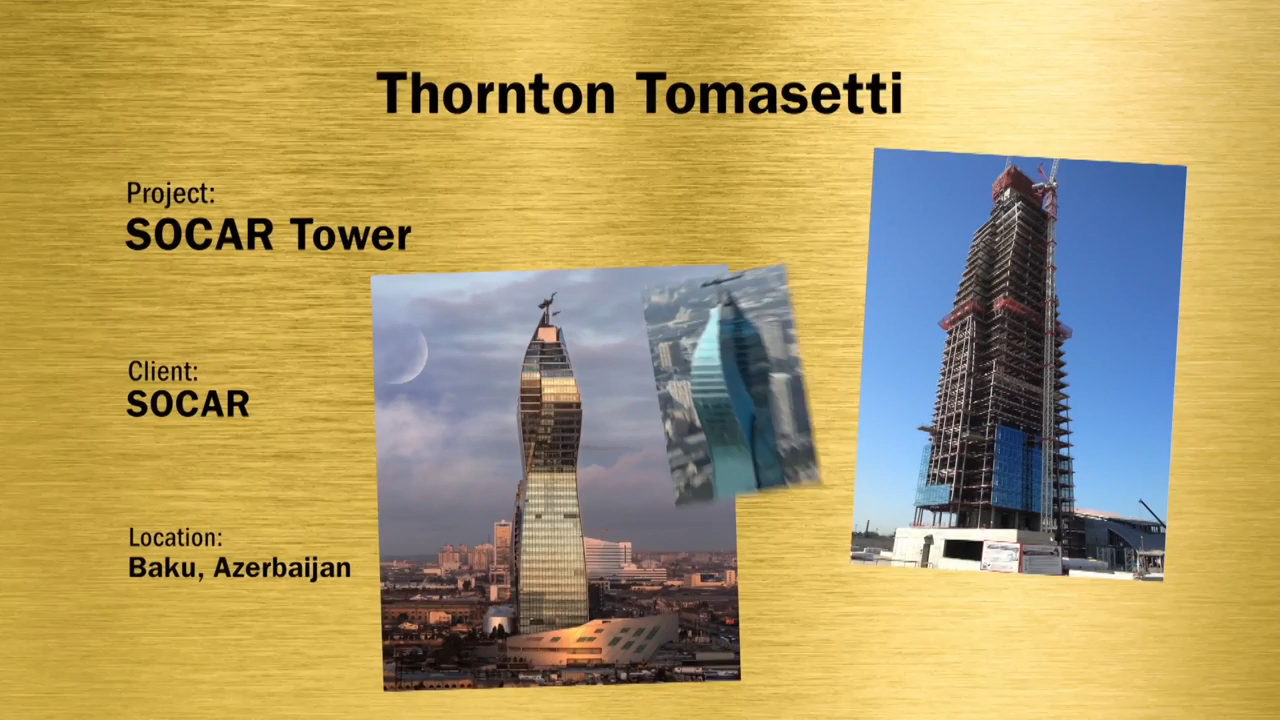 Thornton Tomasetti
Project:
SOCAR Tower
Client:
SOCAR
Location:
Baku, Azerbaijan